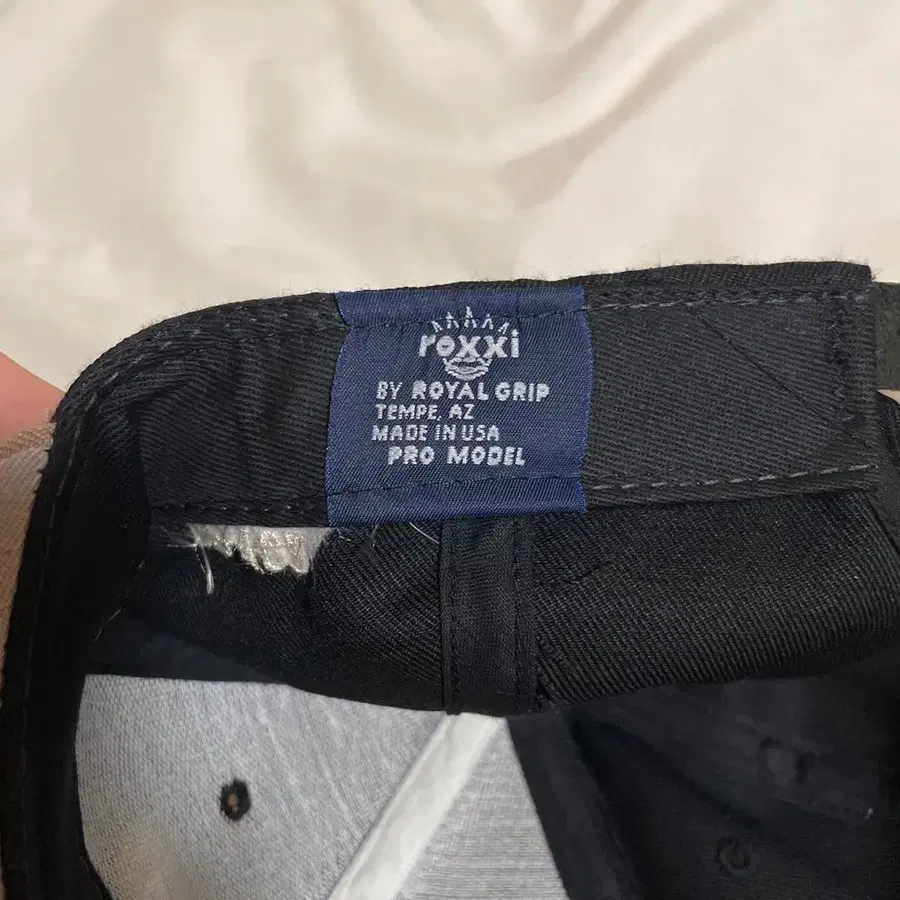 roxxi
BY ROYAL GRIP
TEMPE, AZ
MADE IN USA
PRO MODEL